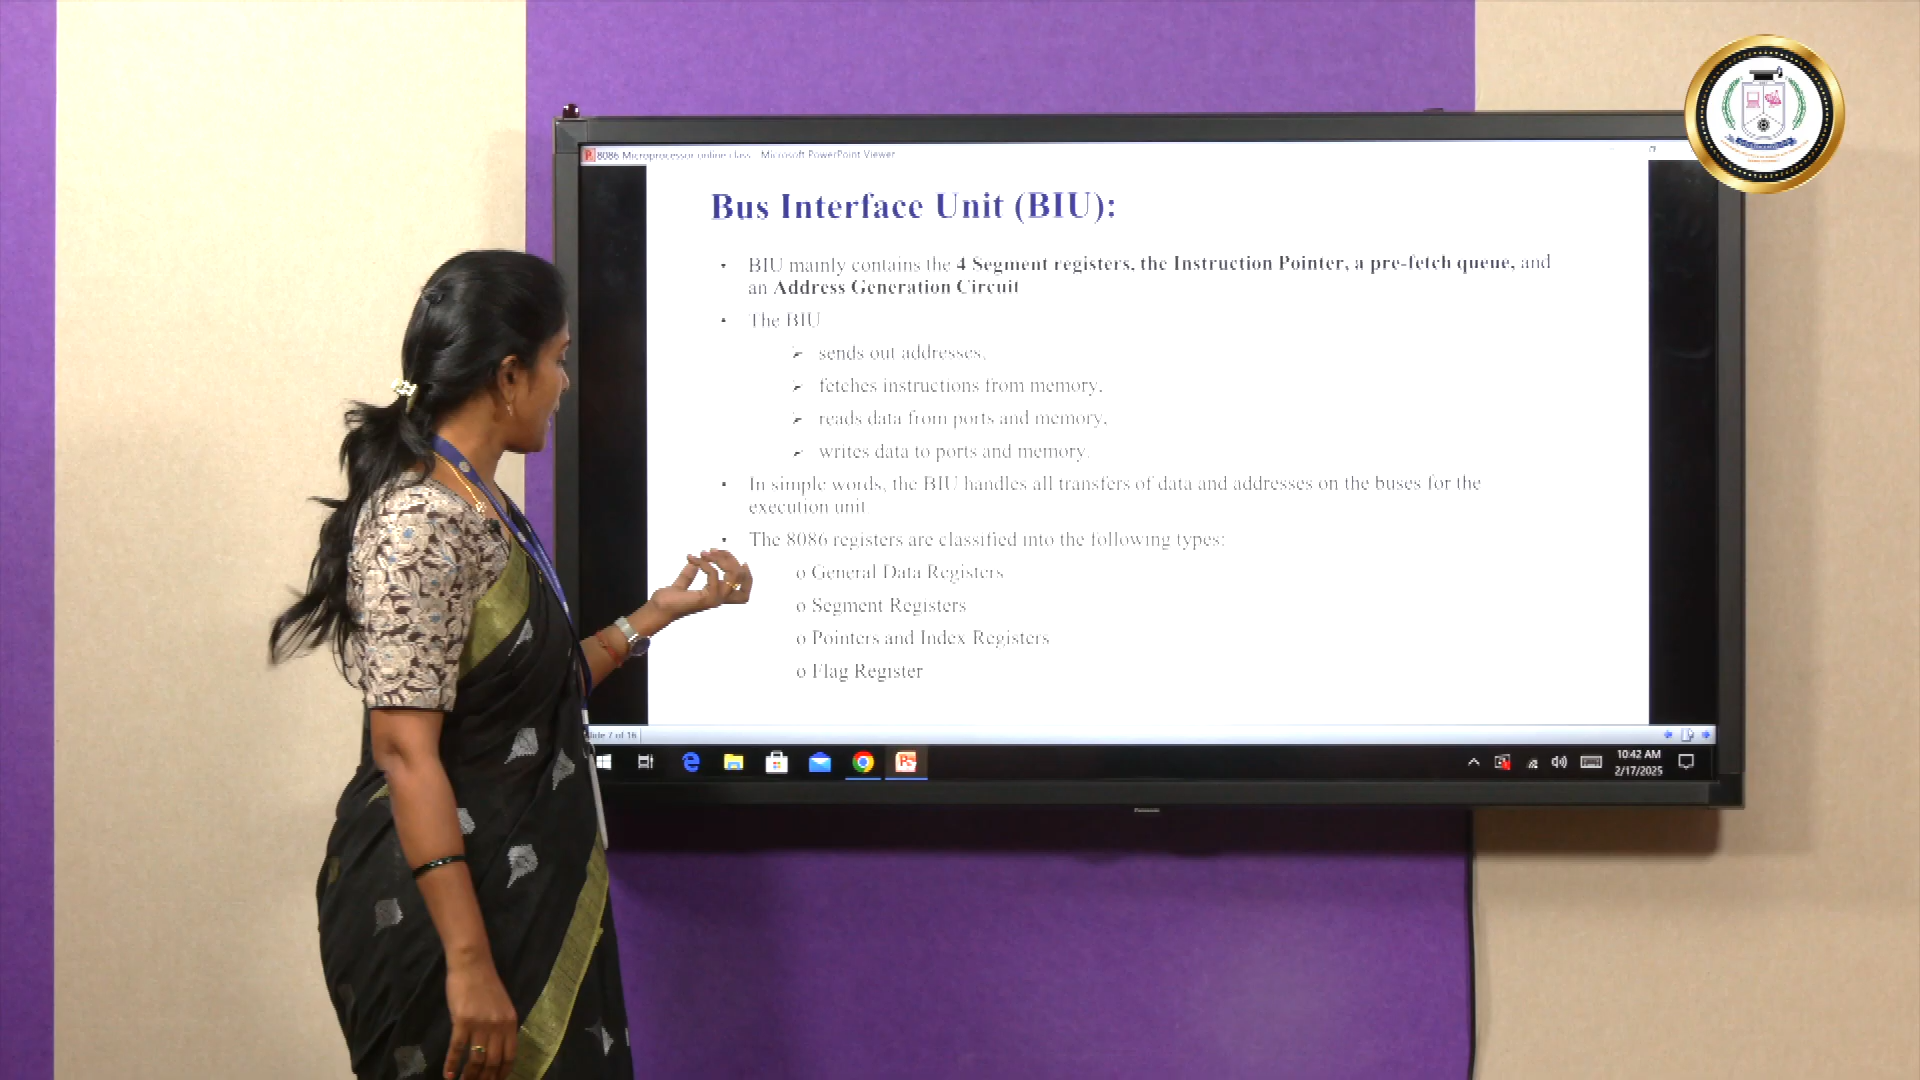 8086 Microprocessor online class - Microsoft PowerPoint Viewer
Bus Interface Unit (BIU):
• BIU mainly contains the 4 Segment registers, the Instruction Pointer, a pre-fetch queue, and
an Address Generation Circuit
• The BIU
➢ sends out addresses,
➢ fetches instructions from memory,
➢ reads data from ports and memory,
➢ writes data to ports and memory.
• In simple words, the BIU handles all transfers of data and addresses on the buses for the
execution unit
• The 8086 registers are classified into the following types:
o General Data Registers
o Segment Registers
o Pointers and Index Registers
o Flag Register
Slide 7 of 16
10:42 AM
2/17/2025